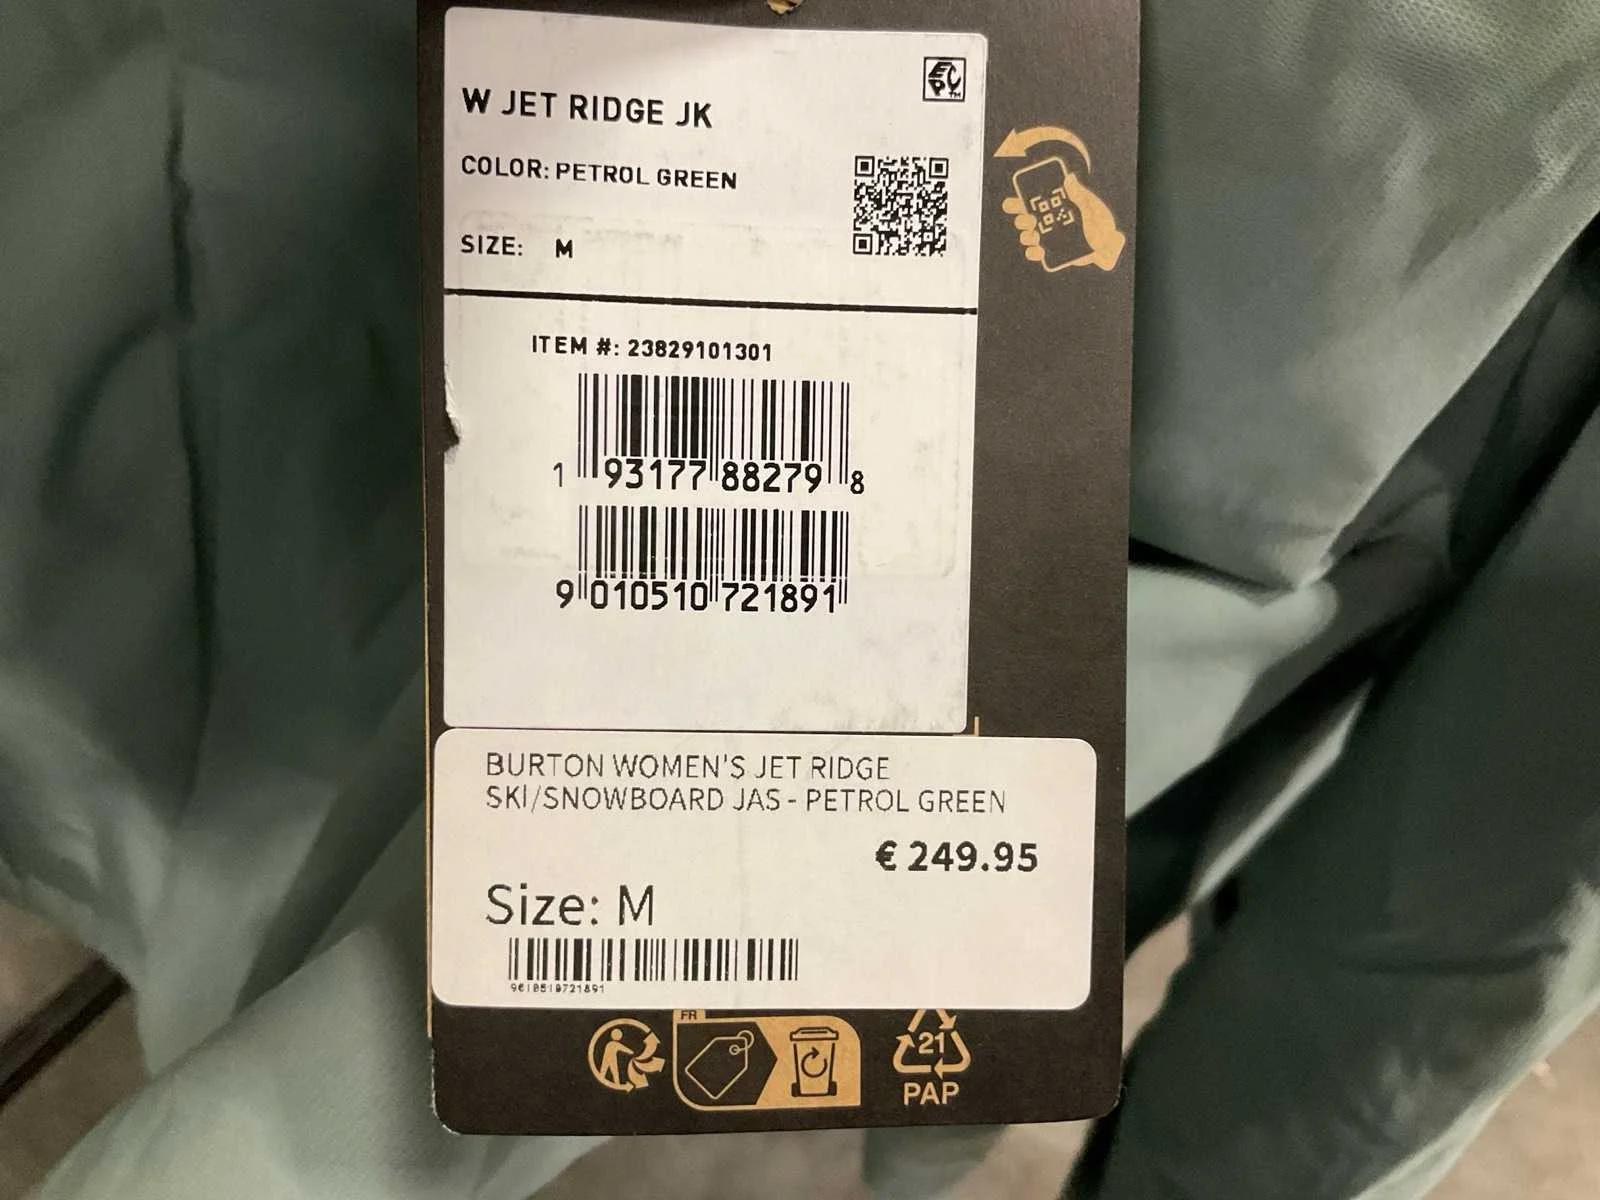 W JET RIDGE JK
COLOR: PETROL GREEN
SIZE: M
ITEM #: 23829101301
1 93177 88279 8
9 010510 721891
BURTON WOMEN'S JET RIDGE
SKI/SNOWBOARD JAS - PETROL GREEN
€ 249.95
Size: M
9010510721891
FR
21
PAP